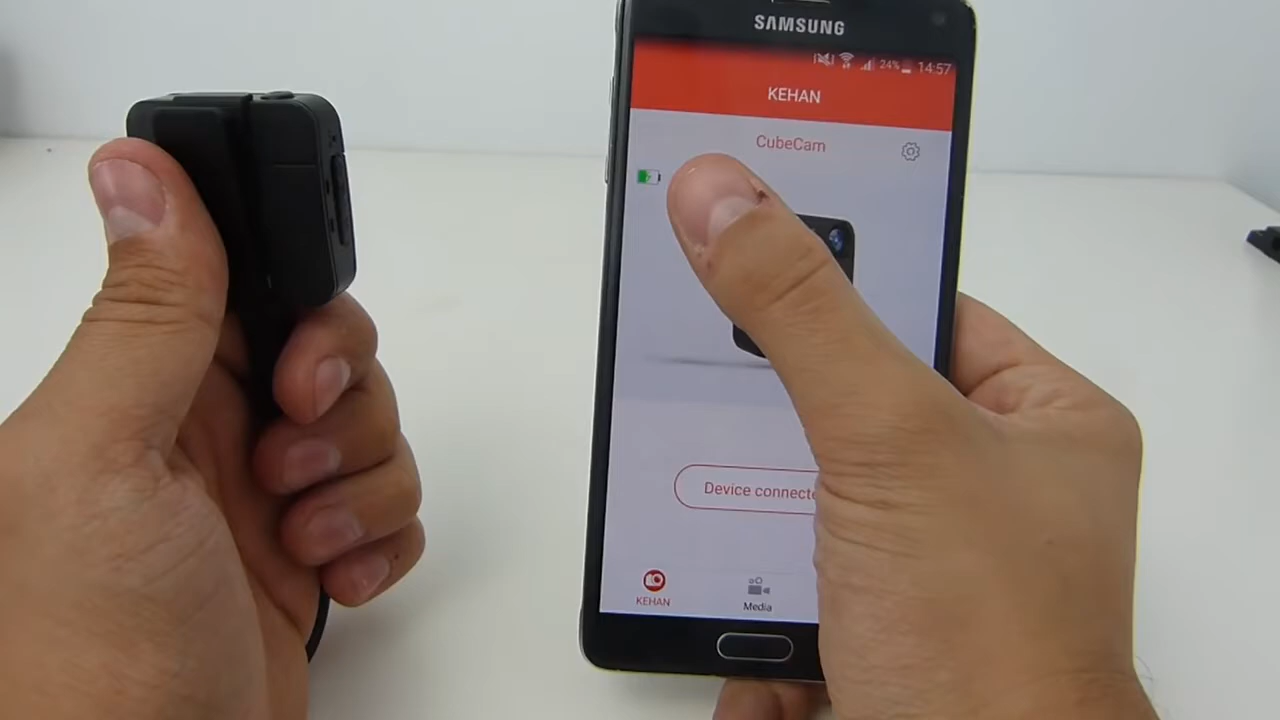 SAMSUNG
24% 14:57
KEHAN
CubeCam
Device connecte
KEHAN
Media